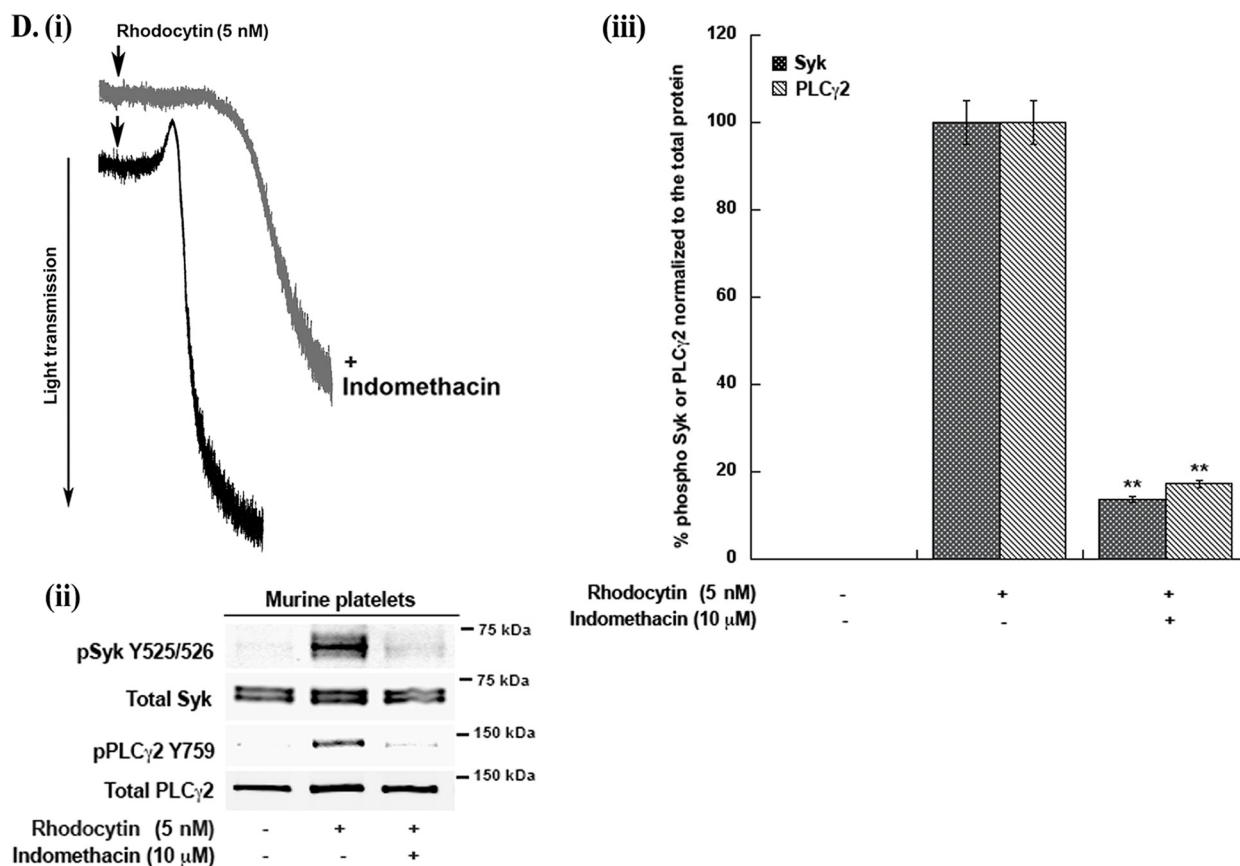 D. (i)
Rhodocytin (5 nM)
Light transmission
+
Indomethacin
(ii)
Murine platelets
75 kDa
pSyk Y525/526
75 kDa
Total Syk
150 kDa
pPLCγ2 Y759
150 kDa
Total PLCγ2
Rhodocytin (5 nM) - + +
Indomethacin (10 μM) - - +
(iii)
% phospho Syk or PLCγ2 normalized to the total protein
120
100
80
60
40
20
0
Syk
PLCγ2
**
**
Rhodocytin (5 nM) - + +
Indomethacin (10 μM) - - +